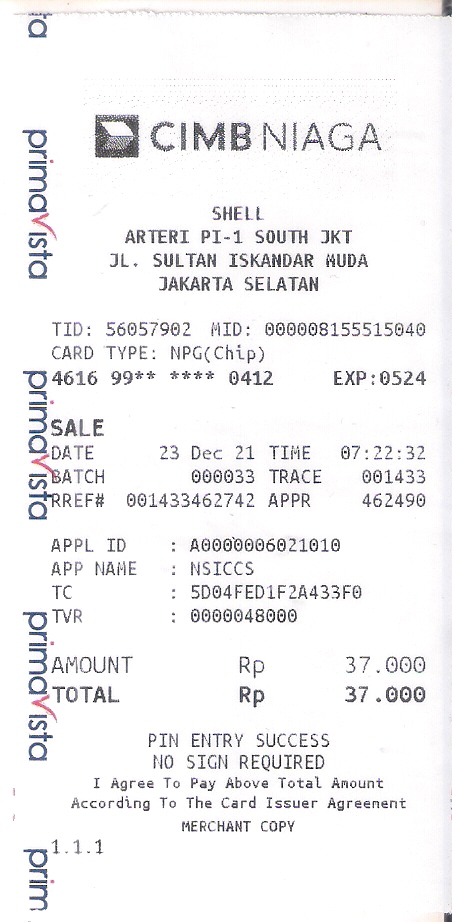 CIMB NIAGA
SHELL
ARTERI PI-1 SOUTH JKT
JL. SULTAN ISKANDAR MUDA
JAKARTA SELATAN
TID: 56057902 MID: 000008155515040
CARD TYPE: NPG(Chip)
4616 99** **** 0412 EXP:0524
SALE
DATE 23 Dec 21 TIME 07:22:32
BATCH 000033 TRACE 001433
RREF# 001433462742 APPR 462490
APPL ID : A0000006021010
APP NAME : NSICCS
TC : 5D04FED1F2A433F0
TVR : 0000048000
AMOUNT Rp 37.000
TOTAL Rp 37.000
PIN ENTRY SUCCESS
NO SIGN REQUIRED
I Agree To Pay Above Total Amount
According To The Card Issuer Agreement
MERCHANT COPY
1.1.1
ta
primavista
primavista
primavista
prim